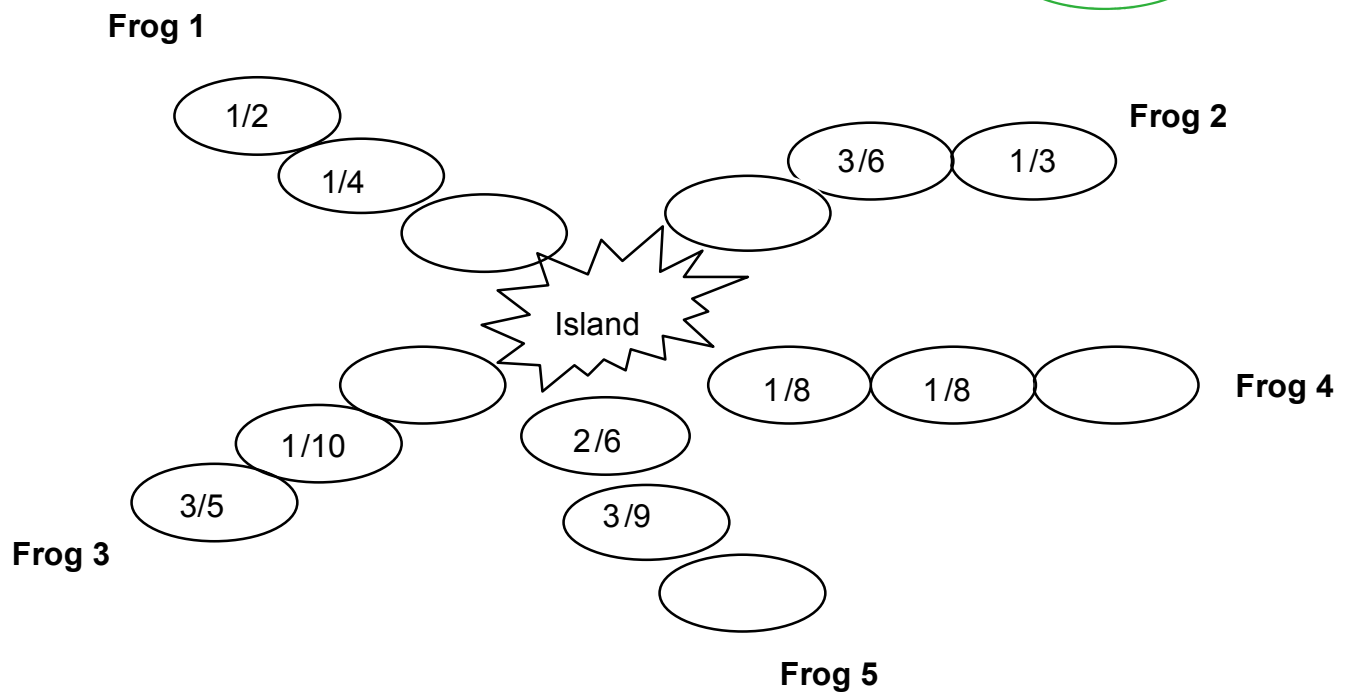 Frog 1
1/2
1/4
Frog 2
3/6
1/3
Island
1/8
1/8
Frog 4
1/10
3/5
Frog 3
2/6
3/9
Frog 5